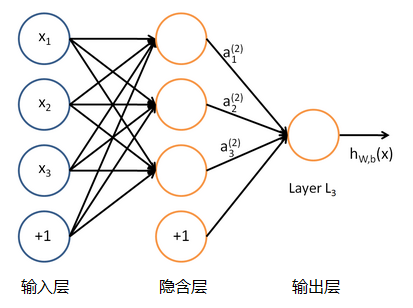 x₁
x₂
x₃
+1
a₁⁽²⁾
a₂⁽²⁾
a₃⁽²⁾
+1
h_W,b(x)
Layer L₃
输入层 隐含层 输出层